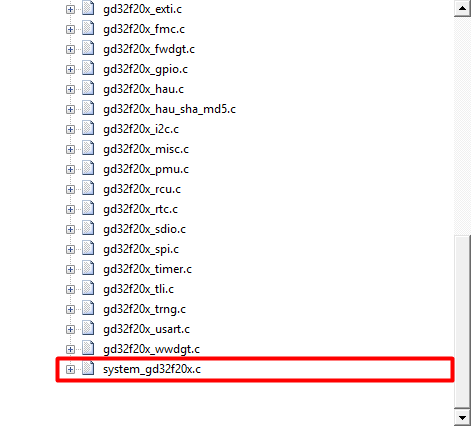 gd32f20x_exti.c
gd32f20x_fmc.c
gd32f20x_fwdgt.c
gd32f20x_gpio.c
gd32f20x_hau.c
gd32f20x_hau_sha_md5.c
gd32f20x_i2c.c
gd32f20x_misc.c
gd32f20x_pmu.c
gd32f20x_rcu.c
gd32f20x_rtc.c
gd32f20x_sdio.c
gd32f20x_spi.c
gd32f20x_timer.c
gd32f20x_tli.c
gd32f20x_trng.c
gd32f20x_usart.c
gd32f20x_wwdgt.c
system_gd32f20x.c